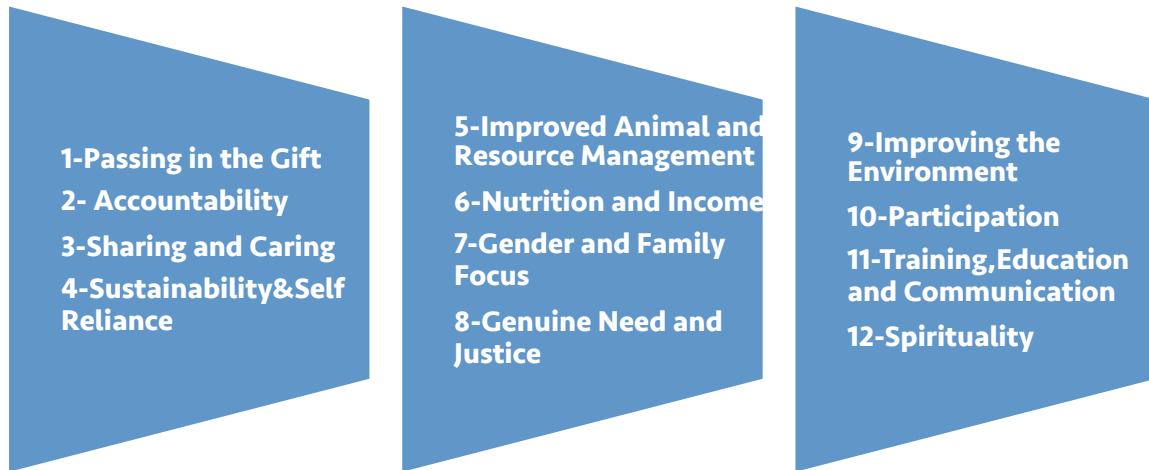 1-Passing in the Gift
2- Accountability
3-Sharing and Caring
4-Sustainability&Self
Reliance
5-Improved Animal and
Resource Management
6-Nutrition and Income
7-Gender and Family
Focus
8-Genuine Need and
Justice
9-Improving the
Environment
10-Participation
11-Training,Education
and Communication
12-Spirituality